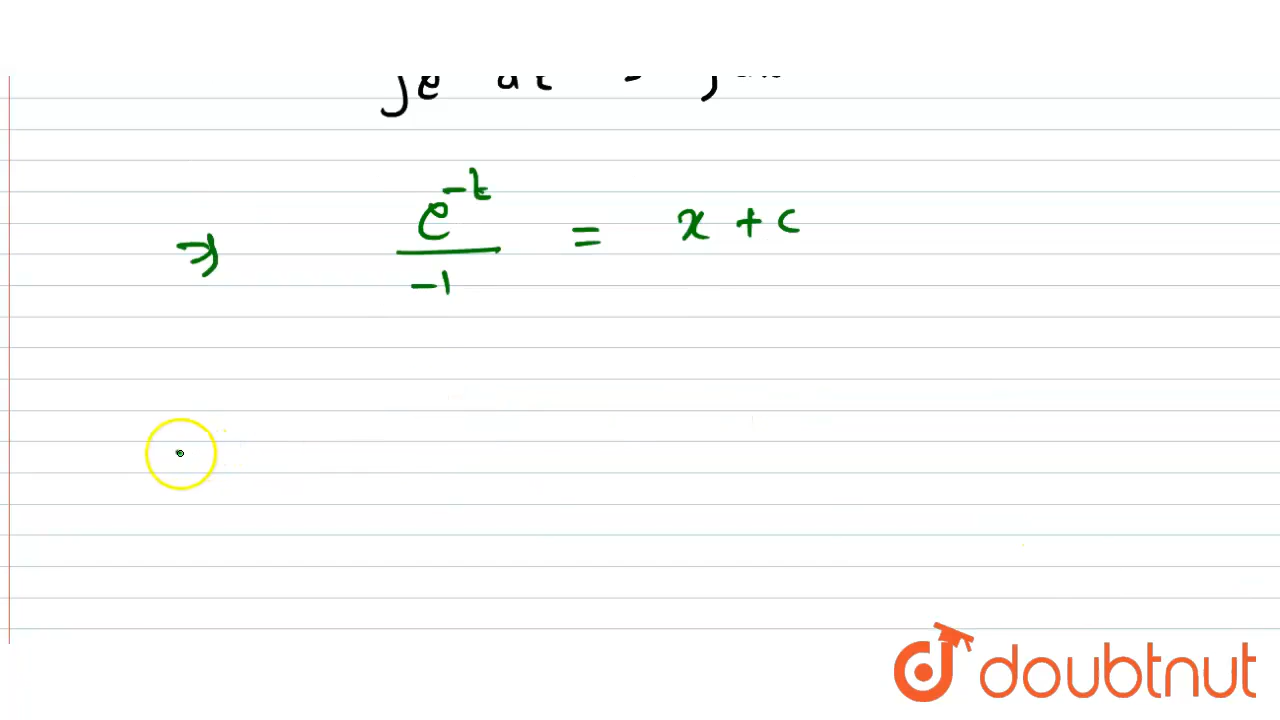 ⇒ e^{-t}/-1 = x + c
doubtnut